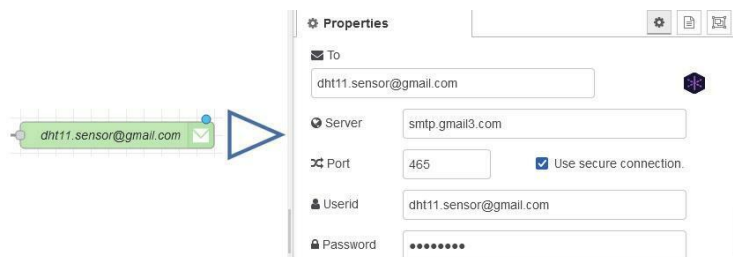 Properties
To
dht11.sensor@gmail.com
dht11.sensor@gmail.com
Server smtp.gmail3.com
Port 465 Use secure connection.
Userid dht11.sensor@gmail.com
Password ••••••••